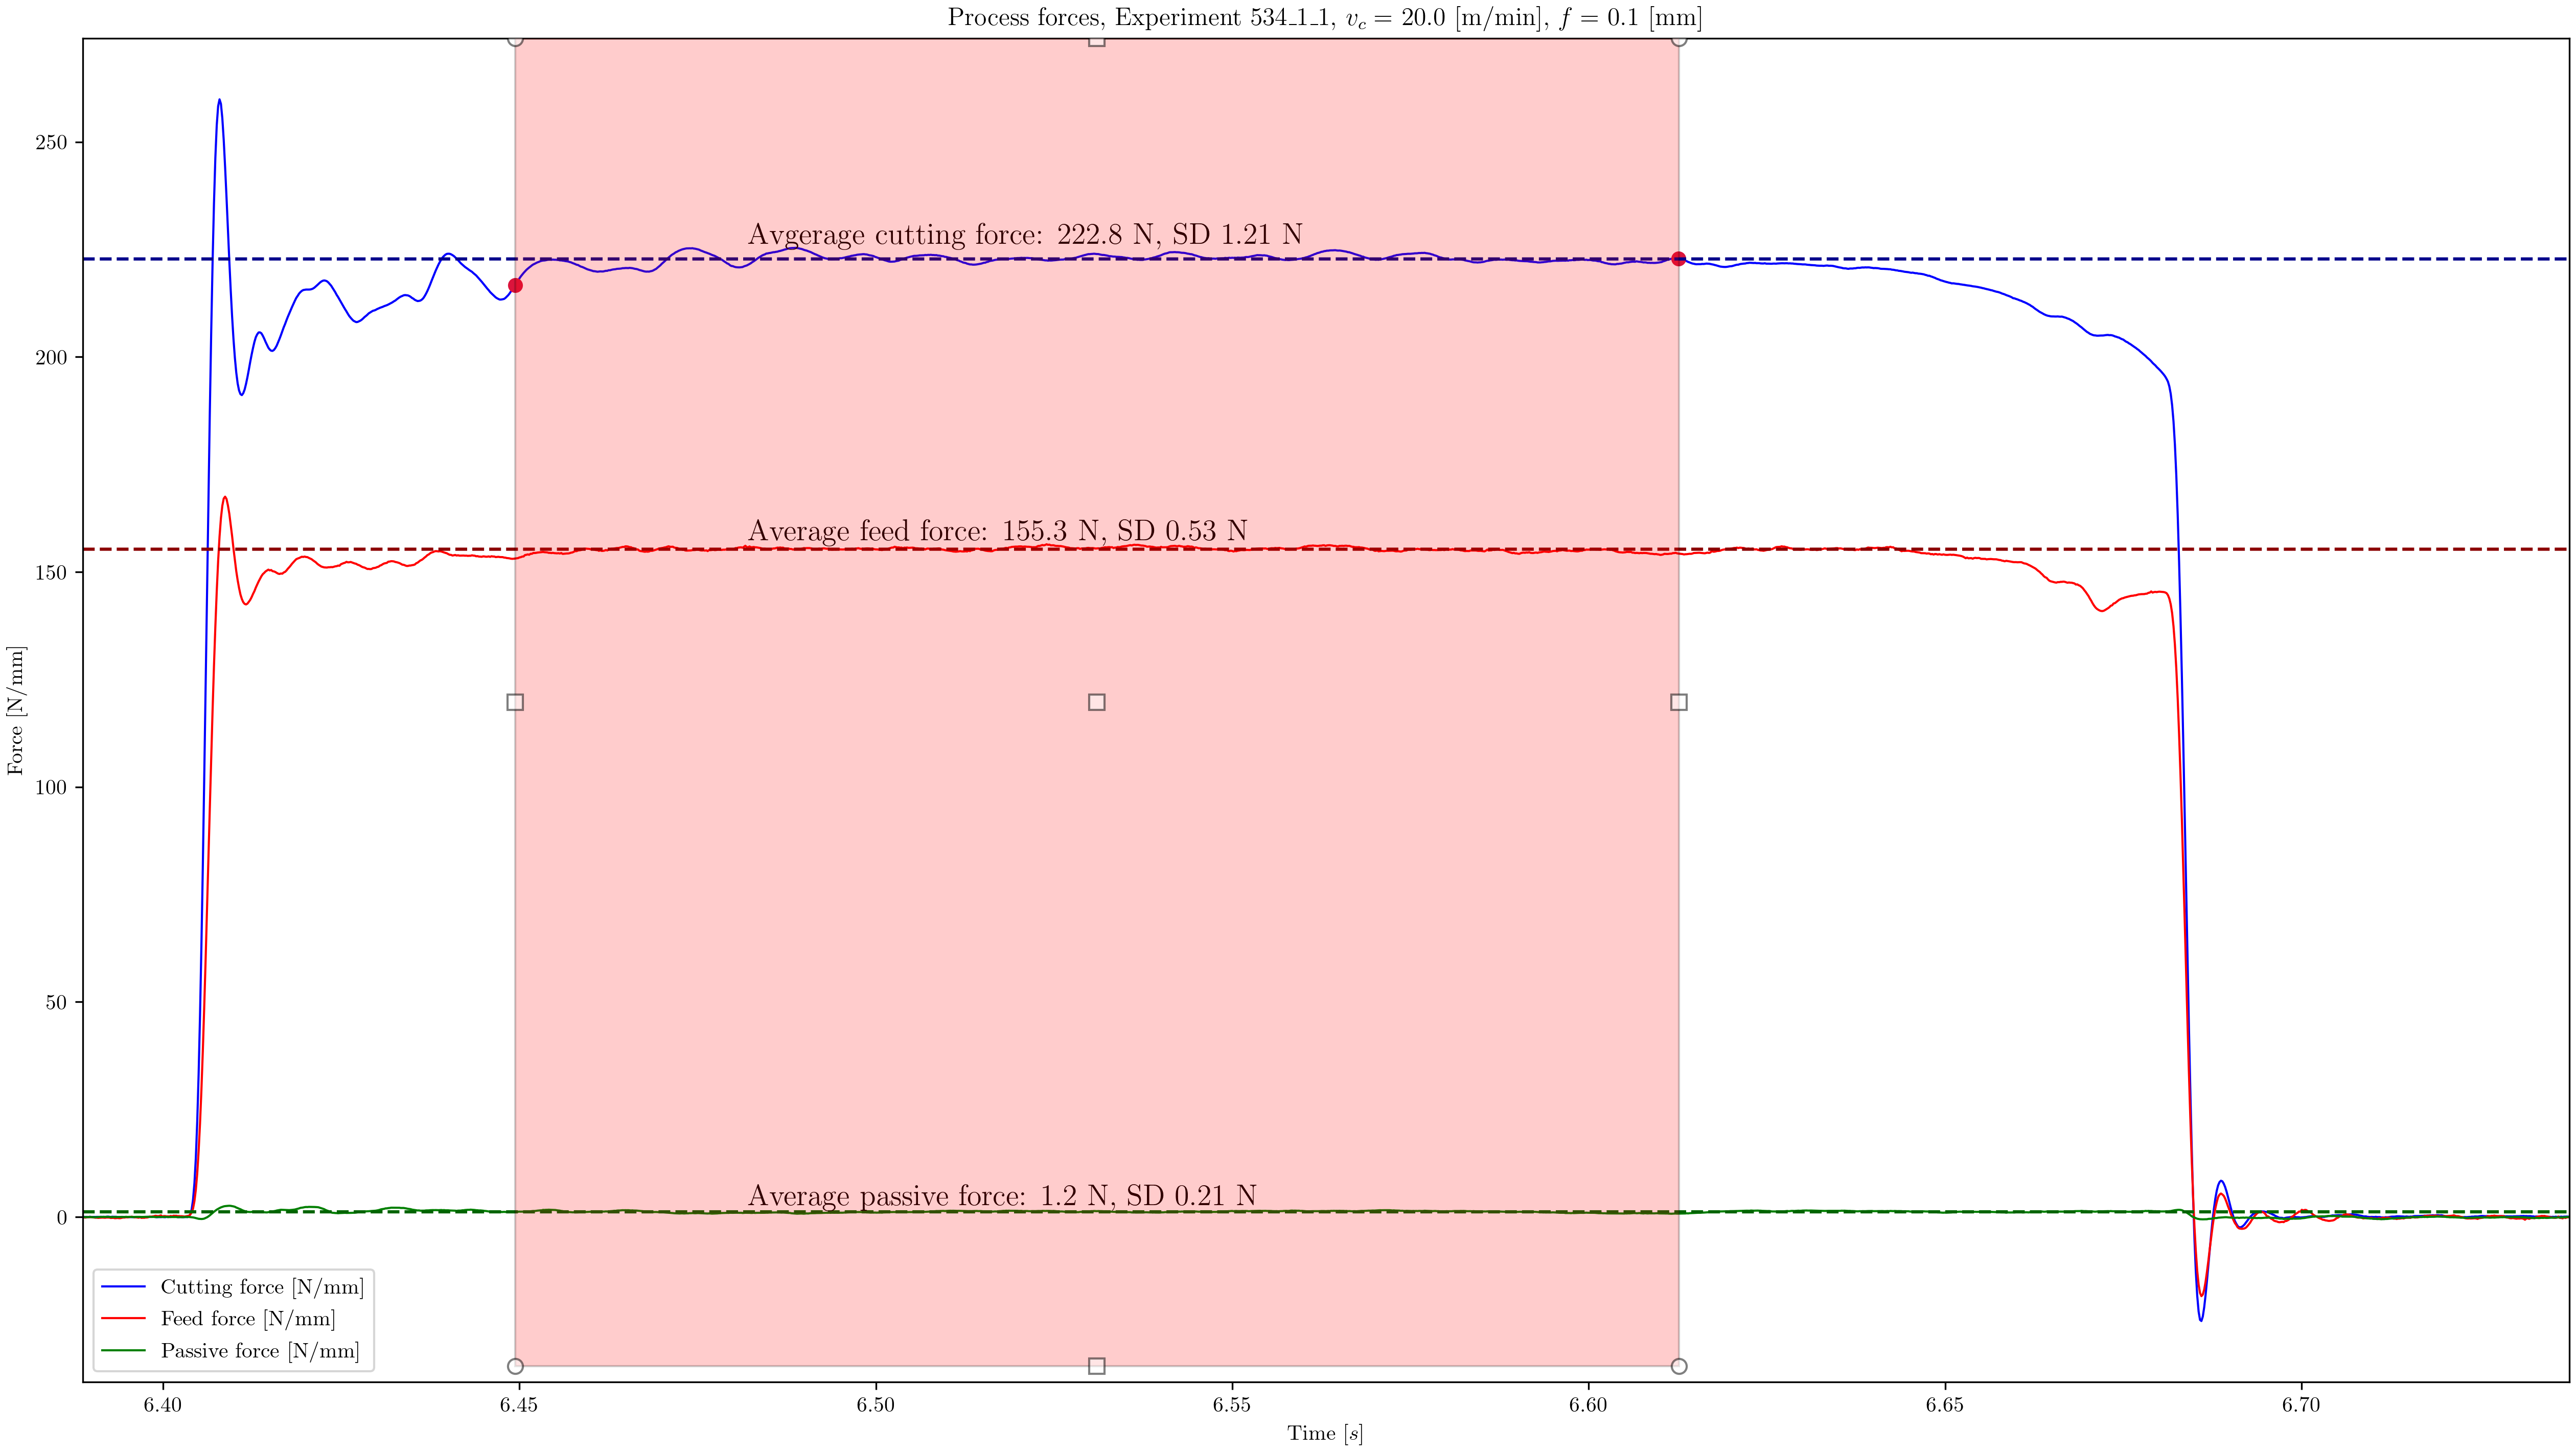 Process forces, Experiment 534_1_1, $v_c$ = 20.0 [m/min], $f$ = 0.1 [mm]
250
200
150
100
50
0
Force [N/mm]
Avgerage cutting force: 222.8 N, SD 1.21 N
Average feed force: 155.3 N, SD 0.53 N
Average passive force: 1.2 N, SD 0.21 N
Cutting force [N/mm]
Feed force [N/mm]
Passive force [N/mm]
6.40 6.45 6.50 6.55 6.60 6.65 6.70
Time [s]